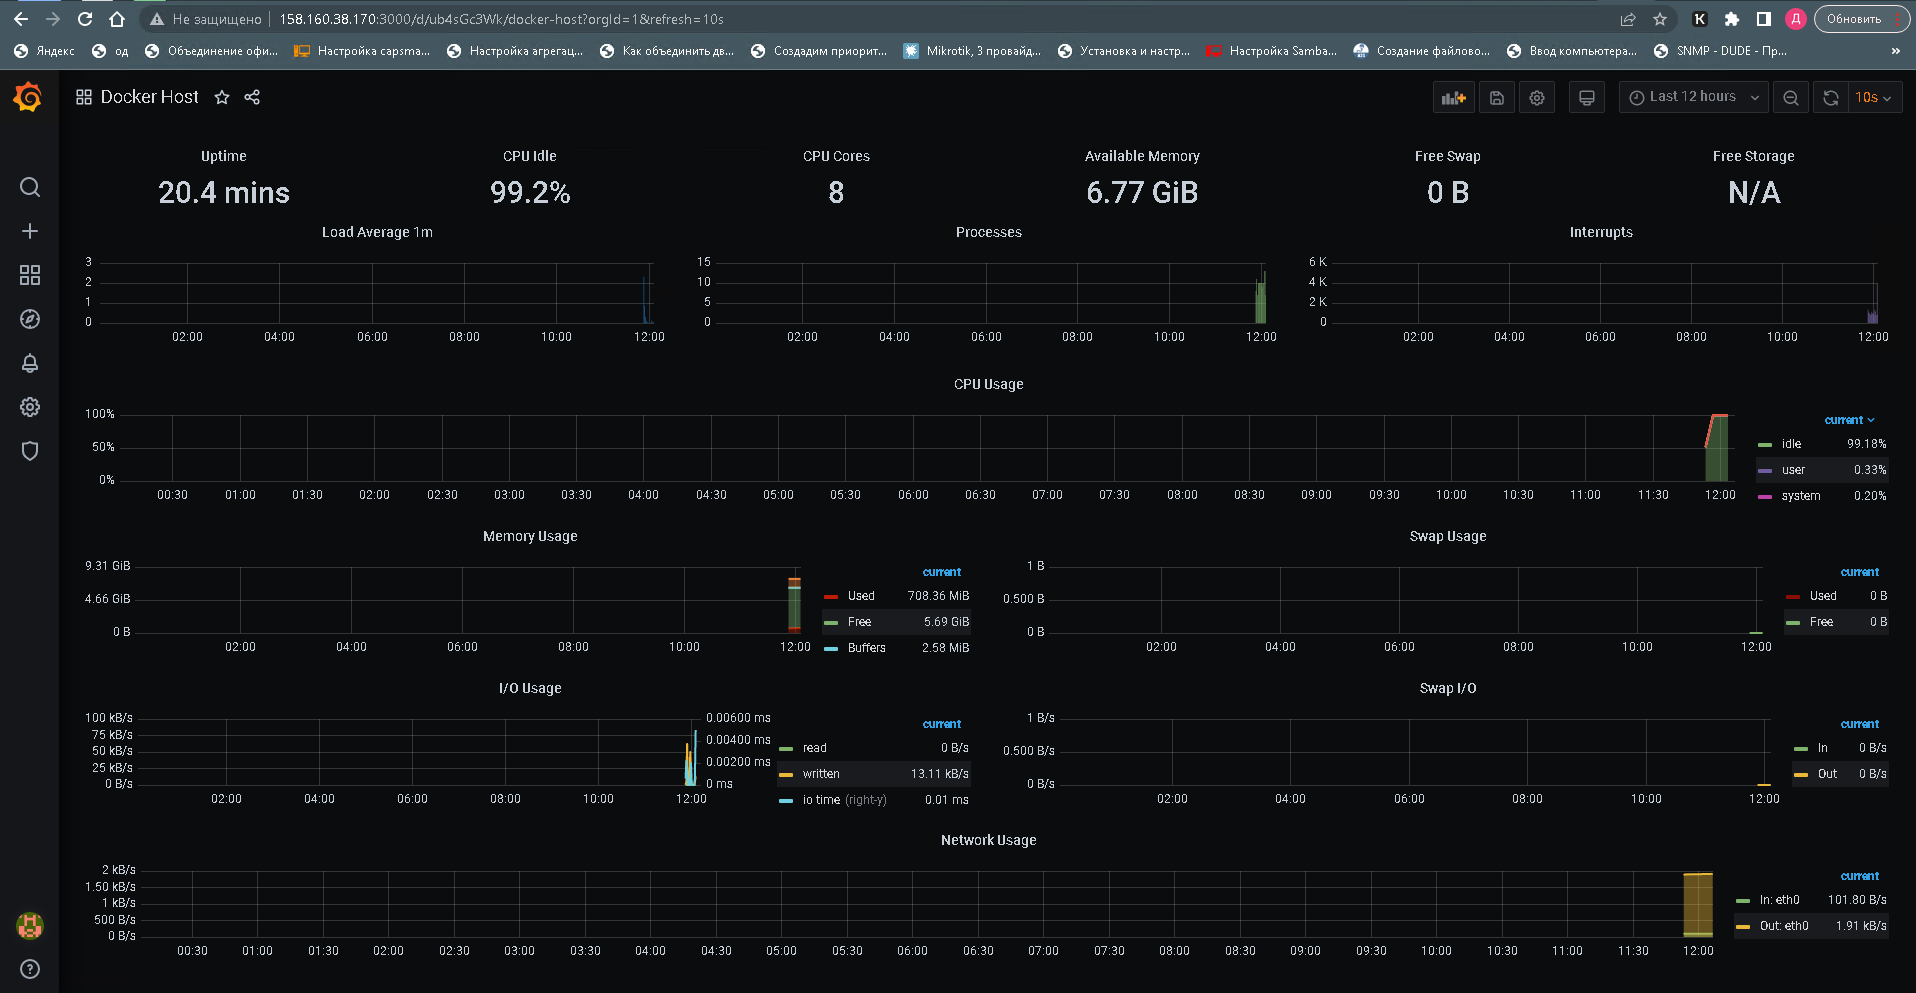 Не защищено 158.160.38.170:3000/d/ub4sGc3Wk/docker-host?orgId=1&refresh=10s К Д Обновить
Яндекс од Объединение офи... Настройка capsma... Настройка агрегац... Как объединить дв... Создадим приорит... Mikrotik, 3 провайд... Установка и настр... Настройка Samba... Создание файлово... Ввод компьютера... SNMP - DUDE - Пр... »
Docker Host Last 12 hours 10s
Uptime CPU Idle CPU Cores Available Memory Free Swap Free Storage
20.4 mins 99.2% 8 6.77 GiB 0 B N/A
Load Average 1m
3
2
1
0
02:00 04:00 06:00 08:00 10:00 12:00
Processes
15
10
5
0
02:00 04:00 06:00 08:00 10:00 12:00
Interrupts
6 K
4 K
2 K
0
02:00 04:00 06:00 08:00 10:00 12:00
CPU Usage
100%
50%
0%
00:30 01:00 01:30 02:00 02:30 03:00 03:30 04:00 04:30 05:00 05:30 06:00 06:30 07:00 07:30 08:00 08:30 09:00 09:30 10:00 10:30 11:00 11:30 12:00
current
idle 99.18%
user 0.33%
system 0.20%
Memory Usage
9.31 GiB
4.66 GiB
0 B
02:00 04:00 06:00 08:00 10:00 12:00
current
Used 708.36 MiB
Free 5.69 GiB
Buffers 2.58 MiB
Swap Usage
1 B
0.500 B
0 B
02:00 04:00 06:00 08:00 10:00 12:00
current
Used 0 B
Free 0 B
I/O Usage
100 kB/s
75 kB/s
50 kB/s
25 kB/s
0 B/s
0.00600 ms
0.00400 ms
0.00200 ms
0 ms
02:00 04:00 06:00 08:00 10:00 12:00
current
read 0 B/s
written 13.11 kB/s
io time (right-y) 0.01 ms
Swap I/O
1 B/s
0.500 B/s
0 B/s
02:00 04:00 06:00 08:00 10:00 12:00
current
In 0 B/s
Out 0 B/s
Network Usage
2 kB/s
1.50 kB/s
1 kB/s
500 B/s
0 B/s
00:30 01:00 01:30 02:00 02:30 03:00 03:30 04:00 04:30 05:00 05:30 06:00 06:30 07:00 07:30 08:00 08:30 09:00 09:30 10:00 10:30 11:00 11:30 12:00
current
In: eth0 101.80 B/s
Out: eth0 1.91 kB/s